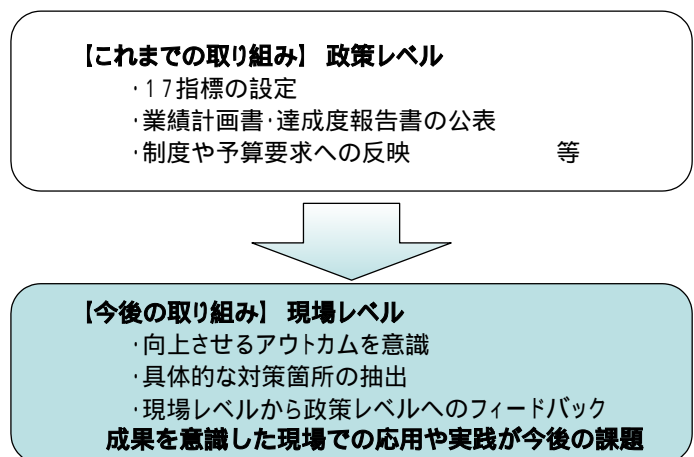 【これまでの取り組み】 政策レベル
・17指標の設定
・業績計画書・達成度報告書の公表
・制度や予算要求への反映 等
【今後の取り組み】 現場レベル
・向上させるアウトカムを意識
・具体的な対策箇所の抽出
・現場レベルから政策レベルへのフィードバック
成果を意識した現場での応用や実践が今後の課題